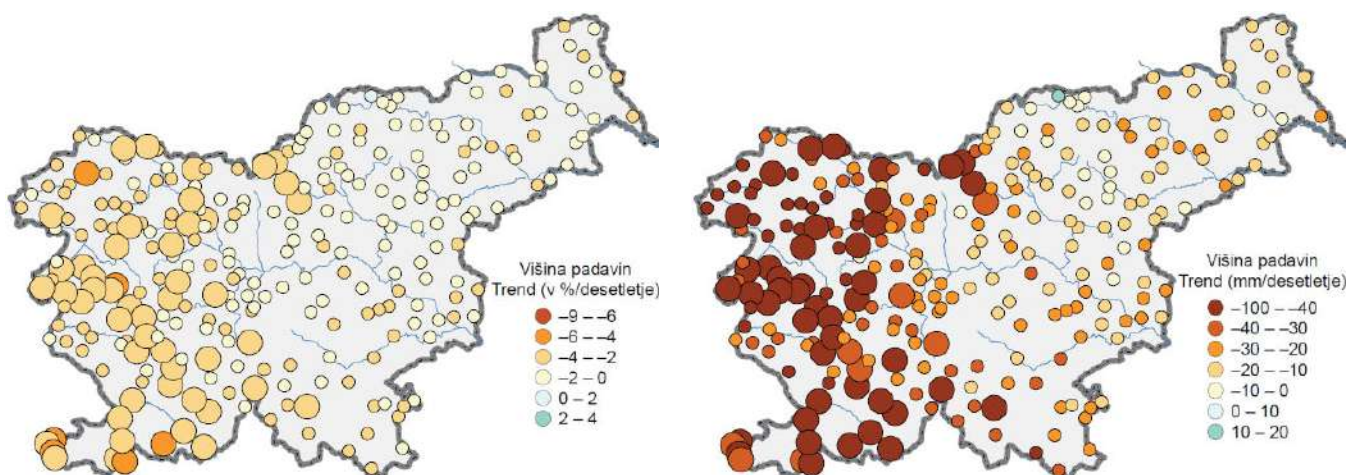 Višina padavin
Trend (v %/desetletje)
–9 – –6
–6 – –4
–4 – –2
–2 – 0
0 – 2
2 – 4
Višina padavin
Trend (mm/desetletje)
–100 – –40
–40 – –30
–30 – –20
–20 – –10
–10 – 0
0 – 10
10 – 20